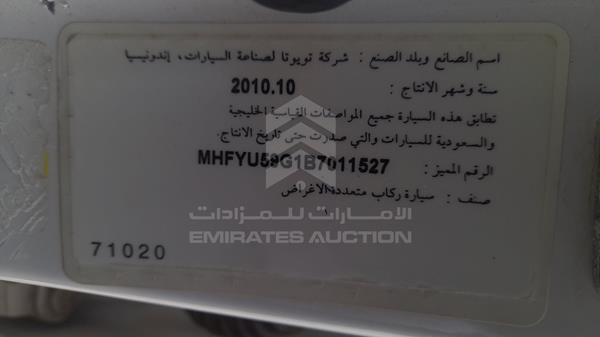 اسم الصانع وبلد الصنع : شركة تويوتا لصناعة السيارات، إندونيسيا
سنة وشهر الانتاج : 2010.10
تطابق هذه السيارة جميع المواصفات القياسية الخليجية
والسعودية للسيارات والتي صدرت حتى تاريخ الانتاج.
الرقم المميز : MHFYU59G1B7011527
صنف : سيارة ركاب متعددة الاغراض
الامارات للمزادات
EMIRATES AUCTION
71020